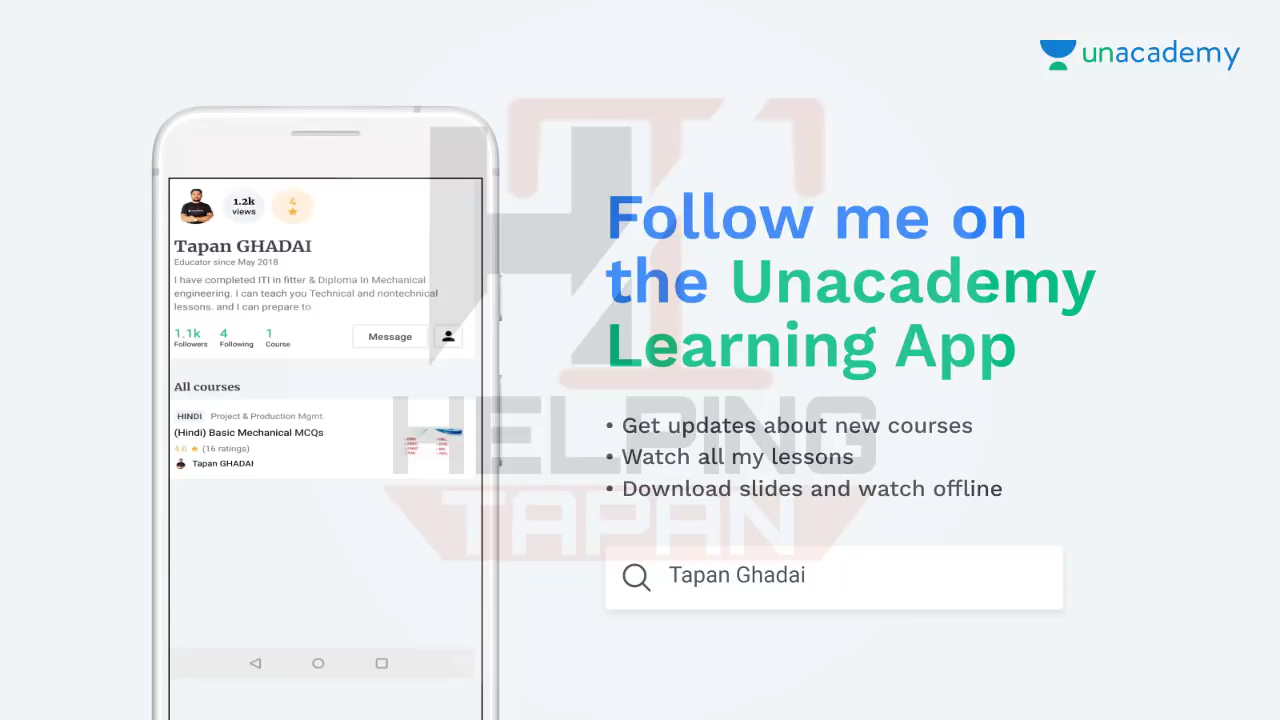 unacademy
1.2k
views
4
Tapan GHADAI
Educator since May 2018
I have completed ITI in fitter & Diploma In Mechanical
engineering. I can teach you Technical and nontechnical
lessons. and I can prepare to
1.1k 4 1
Followers Following Course
Message
All courses
HINDI Project & Production Mgmt.
(Hindi) Basic Mechanical MCQs
4.0 ★ (16 ratings)
Tapan GHADAI
Follow me on
the Unacademy
Learning App
• Get updates about new courses
• Watch all my lessons
• Download slides and watch offline
Tapan Ghadai
HELPING
TAPAN